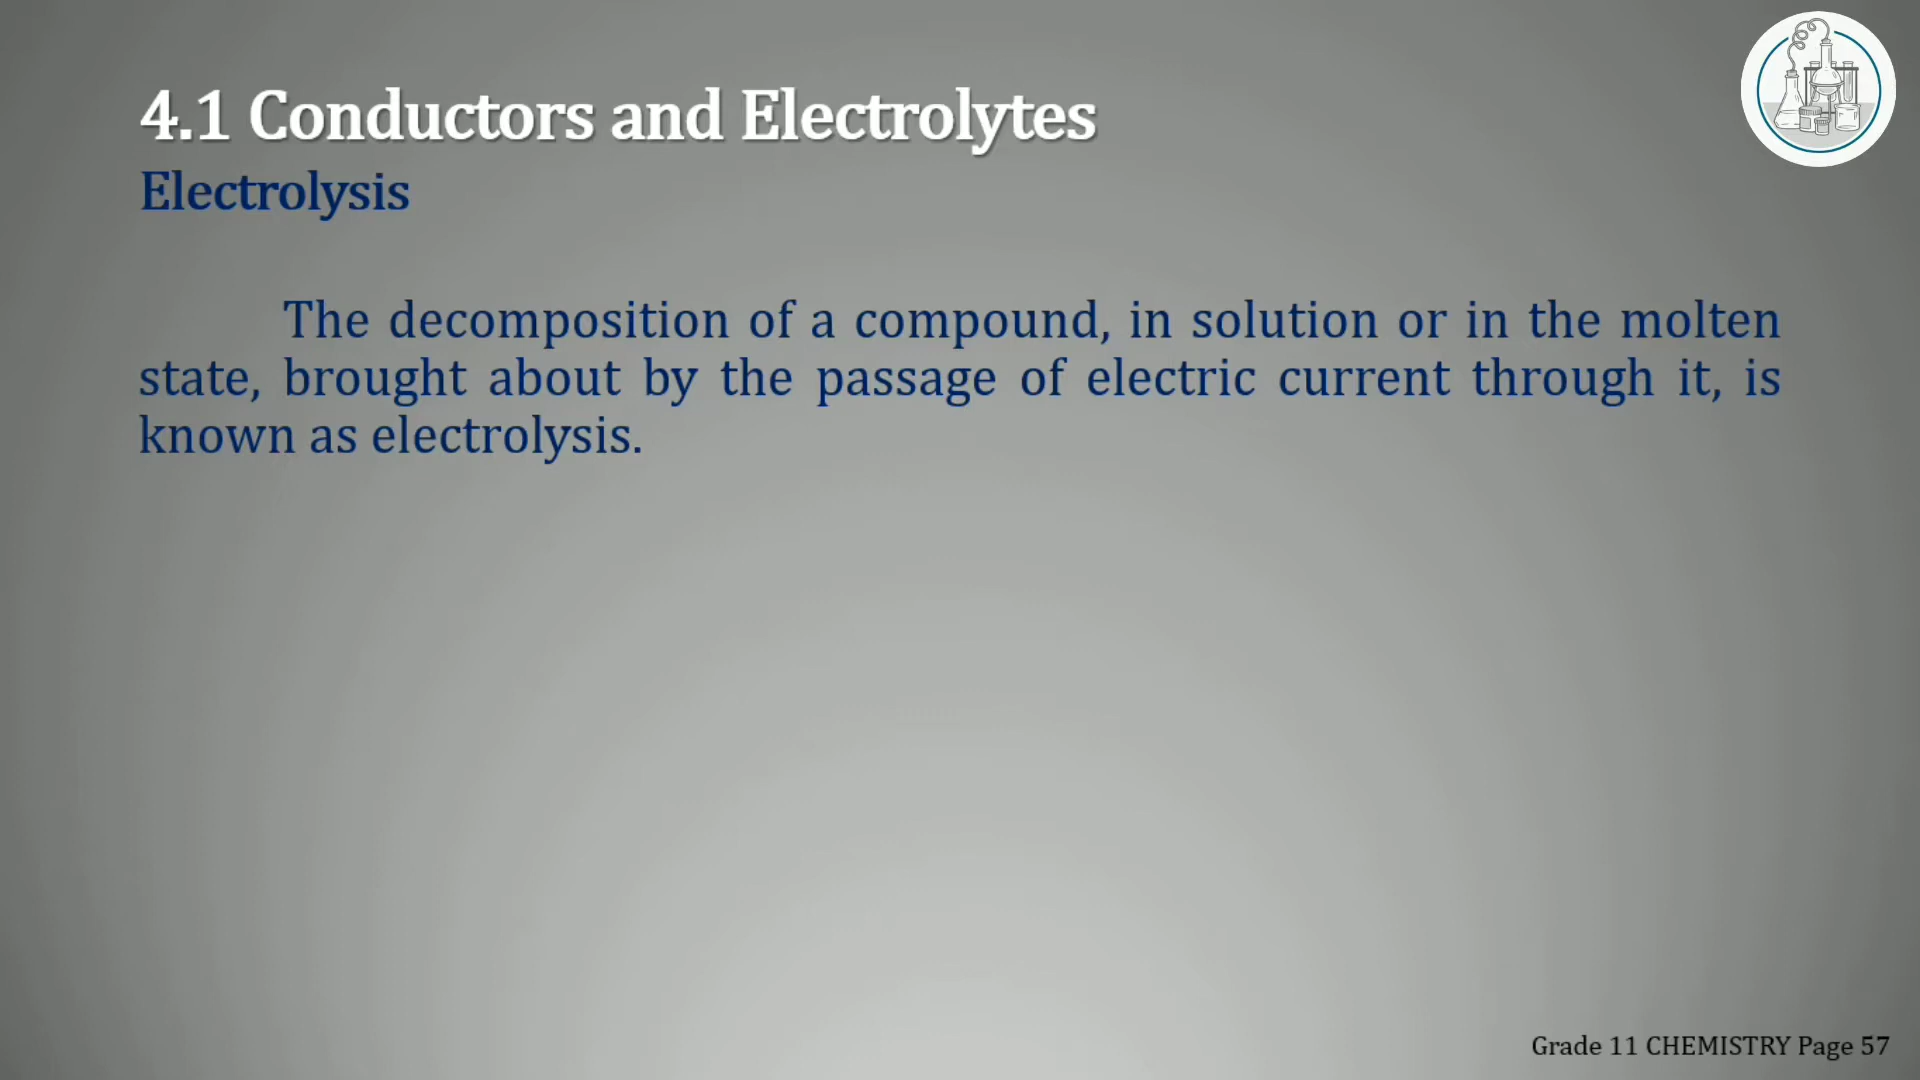 4.1 Conductors and Electrolytes
Electrolysis
The decomposition of a compound, in solution or in the molten
state, brought about by the passage of electric current through it, is
known as electrolysis.
Grade 11 CHEMISTRY Page 57